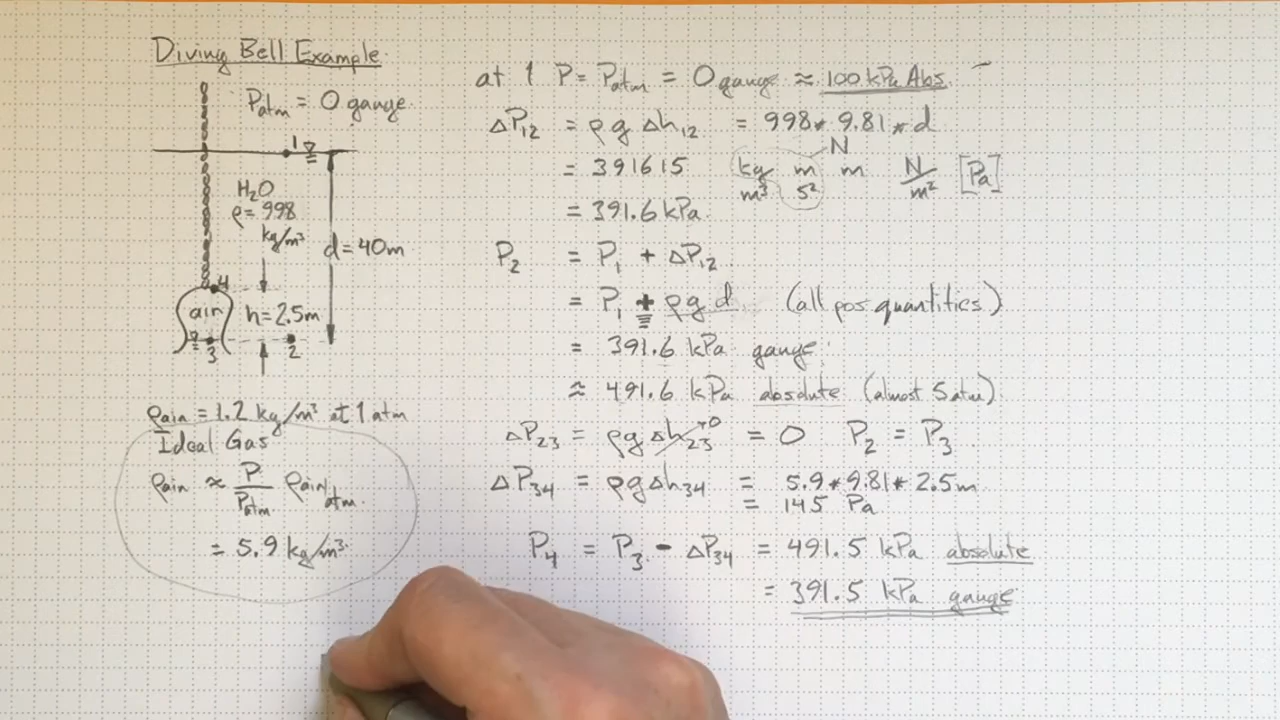 Diving Bell Example
Patm = 0 gauge
1
H₂O
ρ = 998
kg/m³
d = 40m
4
air
h = 2.5m
3
2
ρair = 1.2 kg/m³ at 1 atm
Ideal Gas
ρair ≈ P/Patm ρair/atm
= 5.9 kg/m³
at 1 P = Patm = 0 gauge ≈ 100 kPa Abs.
ΔP12 = ρg Δh12 = 998 * 9.81 * d
N
= 391615 kg/m³ m/s² m N/m² [Pa]
= 391.6 kPa
P2 = P1 + ΔP12
= P1 + ρg d (all pos quantities)
= 391.6 kPa gauge
≈ 491.6 kPa absolute (almost 5 atm)
ΔP23 = ρg Δh23 → 0 = 0 P2 = P3
ΔP34 = ρg Δh34 = 5.9 * 9.81 * 2.5m
= 145 Pa
P4 = P3 - ΔP34 = 491.5 kPa absolute
= 391.5 kPa gauge